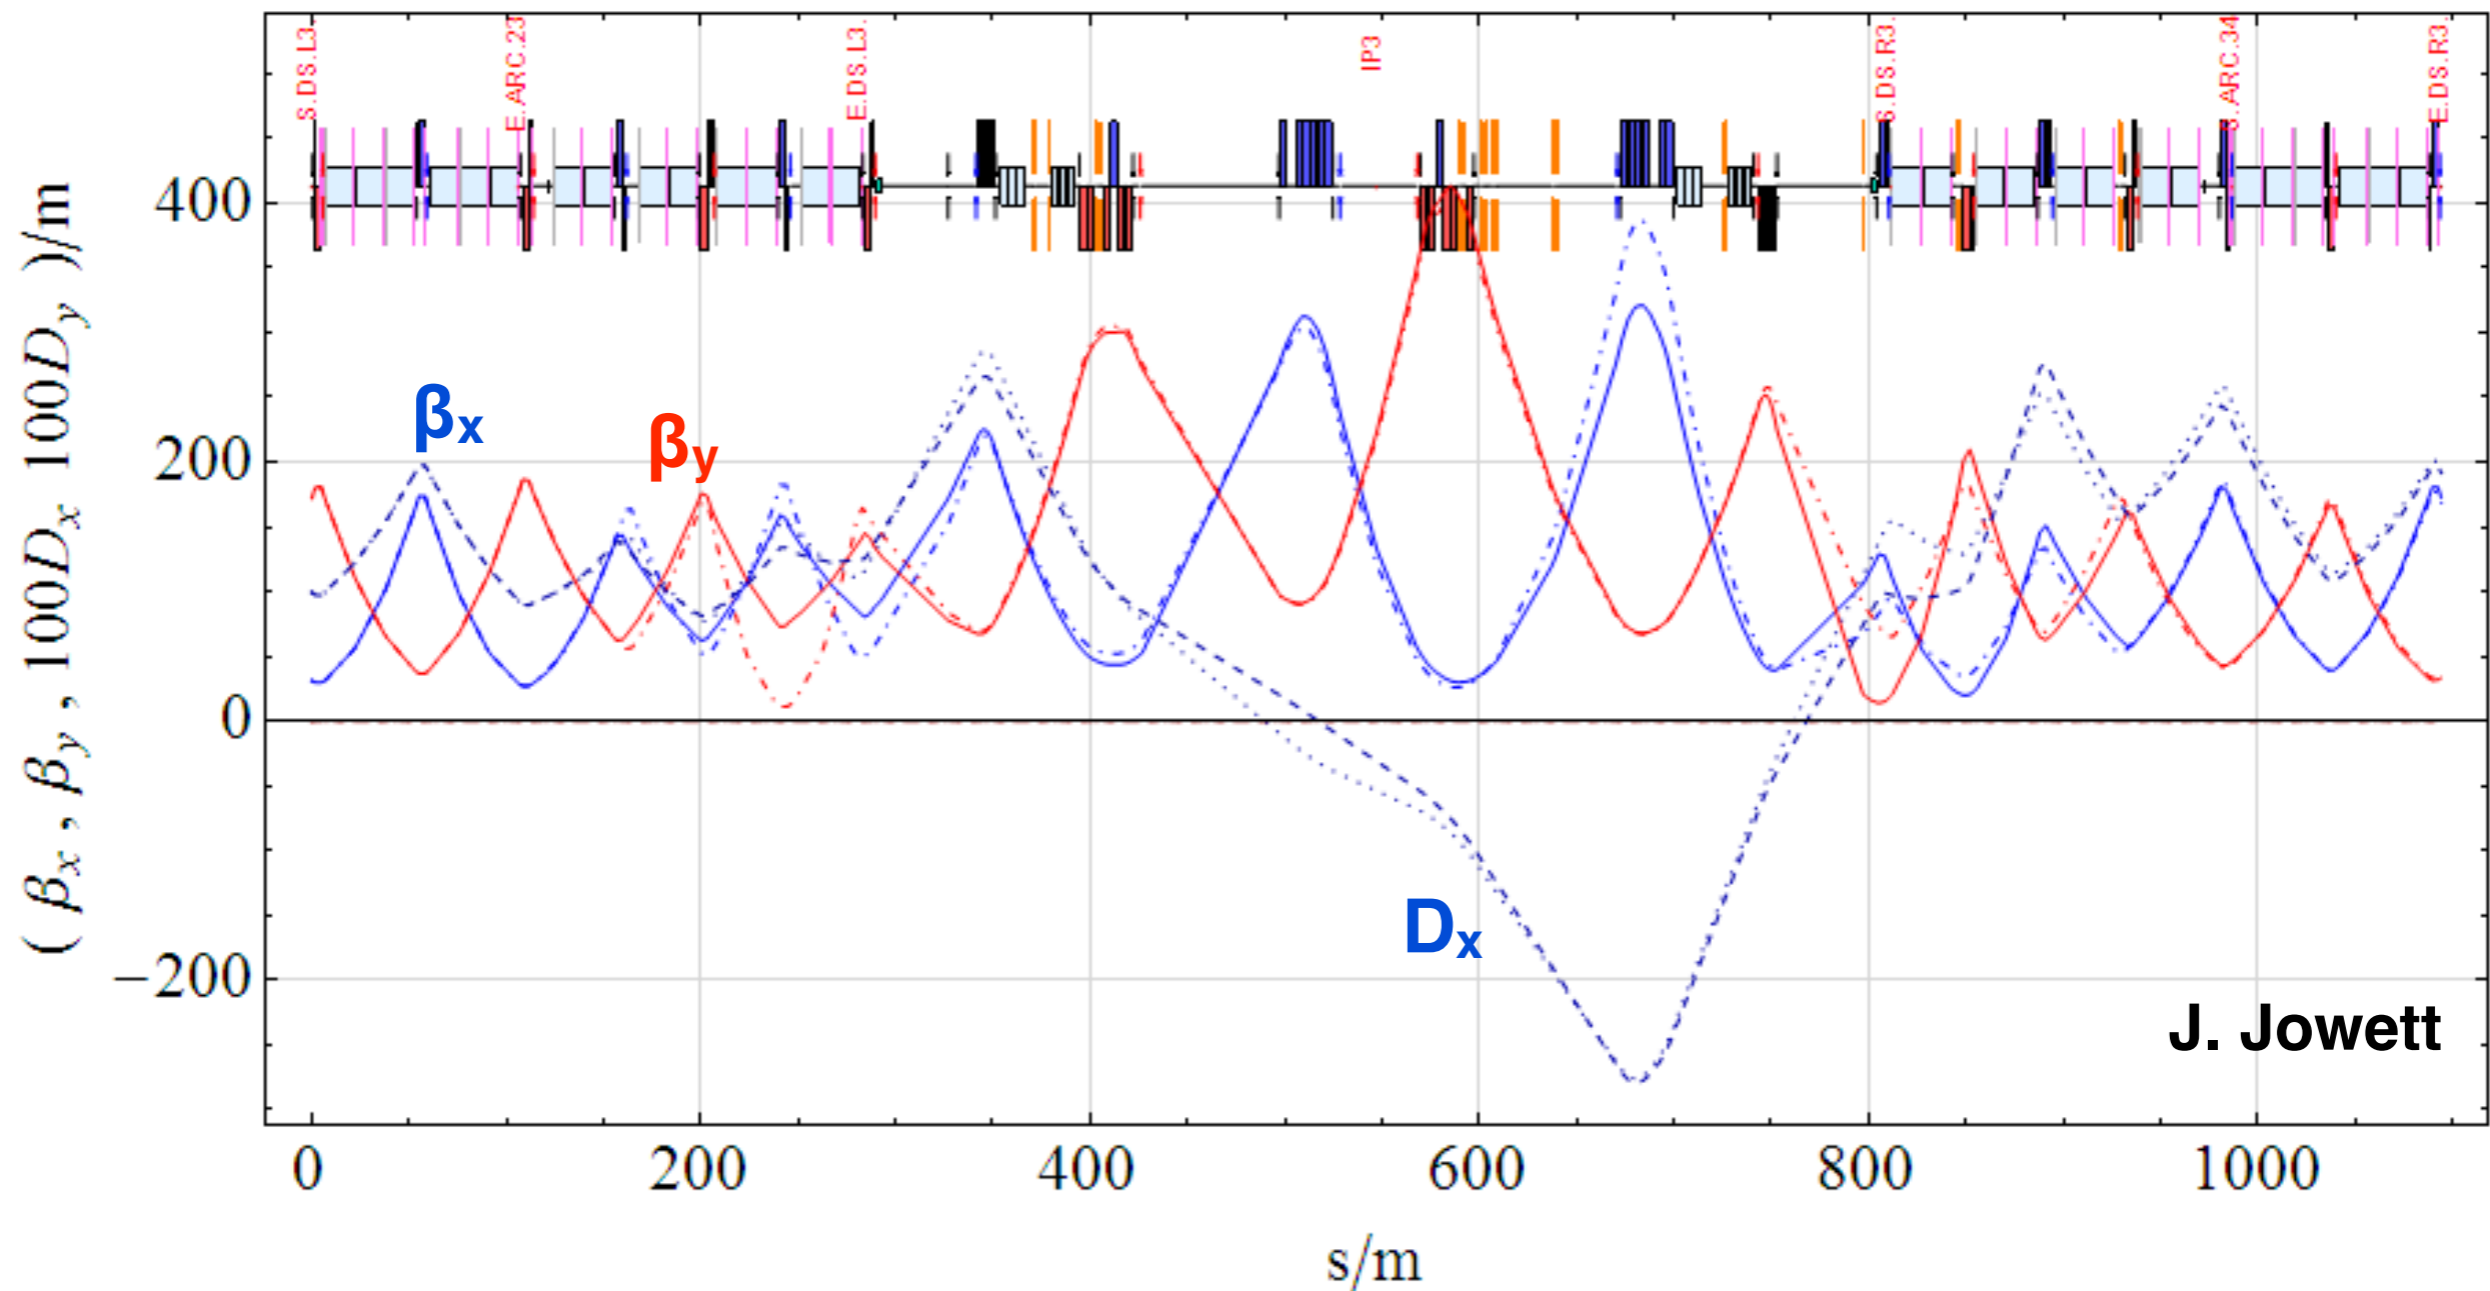 S.DS.L3.
E.ARC.23
E.DS.L3.
IP3
S.DS.R3.
S.ARC.34
E.DS.R3.
( βx , βy , 100Dx 100Dy )/m
400
200
0
−200
βx
βy
Dx
J. Jowett
0 200 400 600 800 1000
s/m